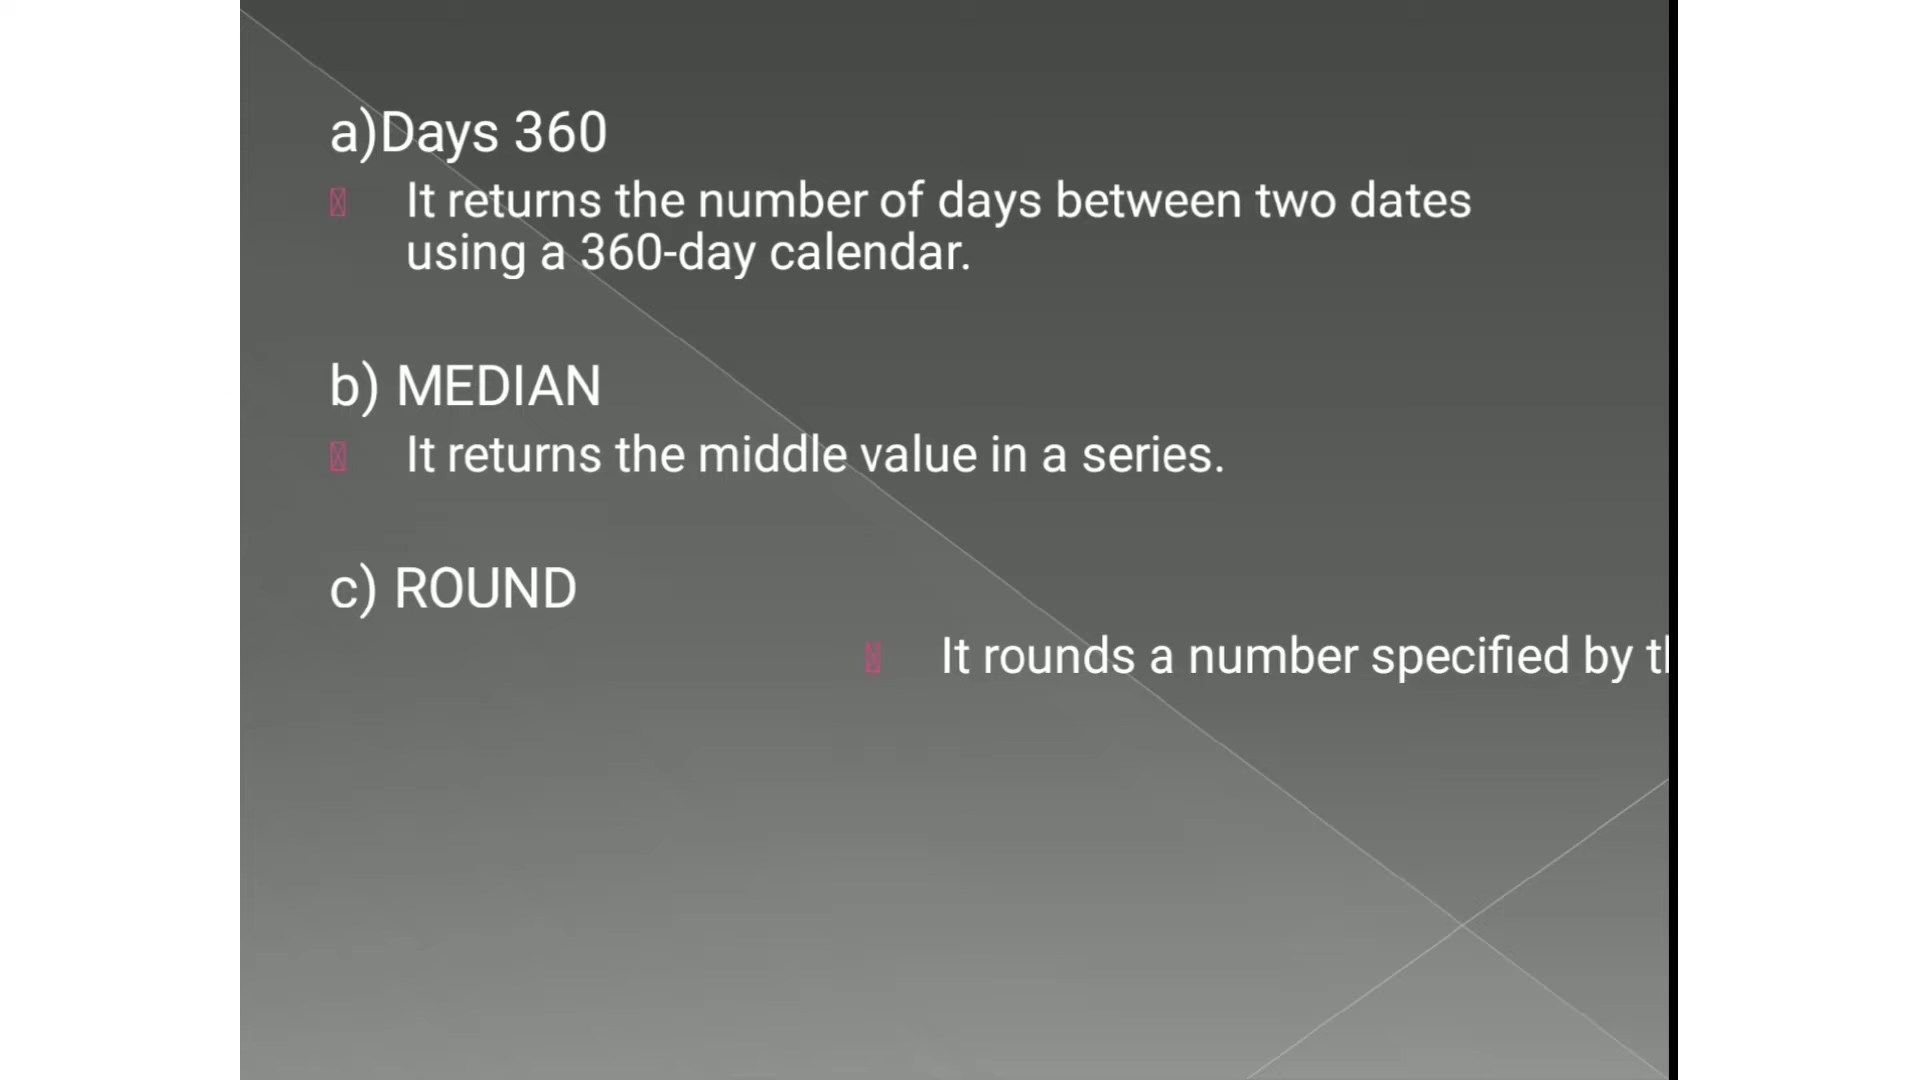 a)Days 360
It returns the number of days between two dates
using a 360-day calendar.
b) MEDIAN
It returns the middle value in a series.
c) ROUND
It rounds a number specified by